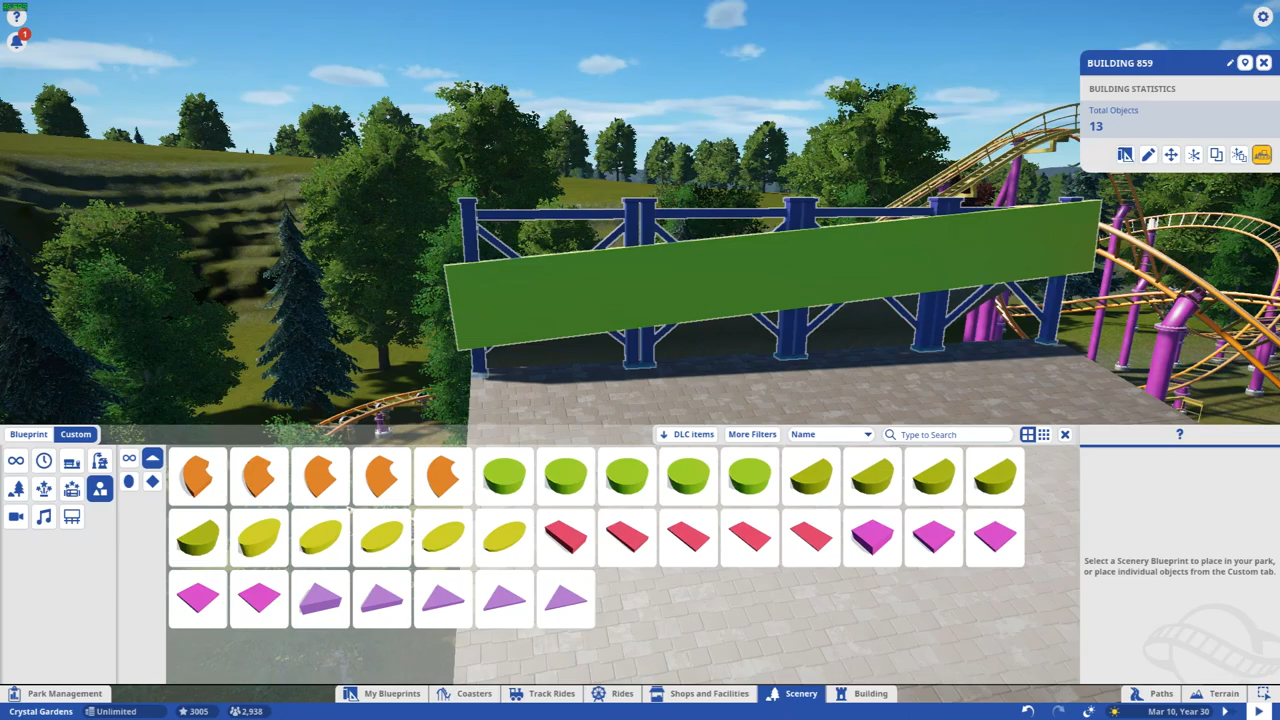 ?
1
BUILDING 859
BUILDING STATISTICS
Total Objects
13
Blueprint
Custom
DLC items
More Filters
Name
Type to Search
?
Select a Scenery Blueprint to place in your park,
or place individual objects from the Custom tab.
Park Management
My Blueprints
Coasters
Track Rides
Rides
Shops and Facilities
Scenery
Building
Paths
Terrain
Crystal Gardens
Unlimited
3005
2,938
Mar 10, Year 30